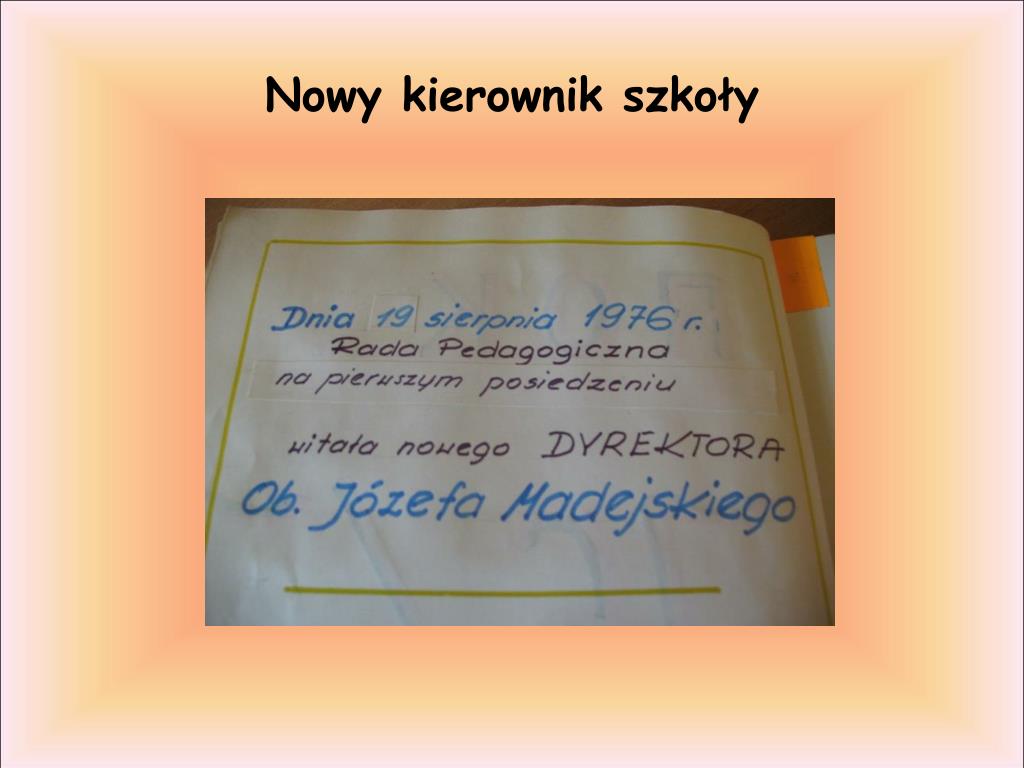 Nowy kierownik szkoły
Dnia 19 sierpnia 1976 r.
Rada Pedagogiczna
na pierwszym posiedzeniu
witała nowego DYREKTORA
Ob. Józefa Madejskiego